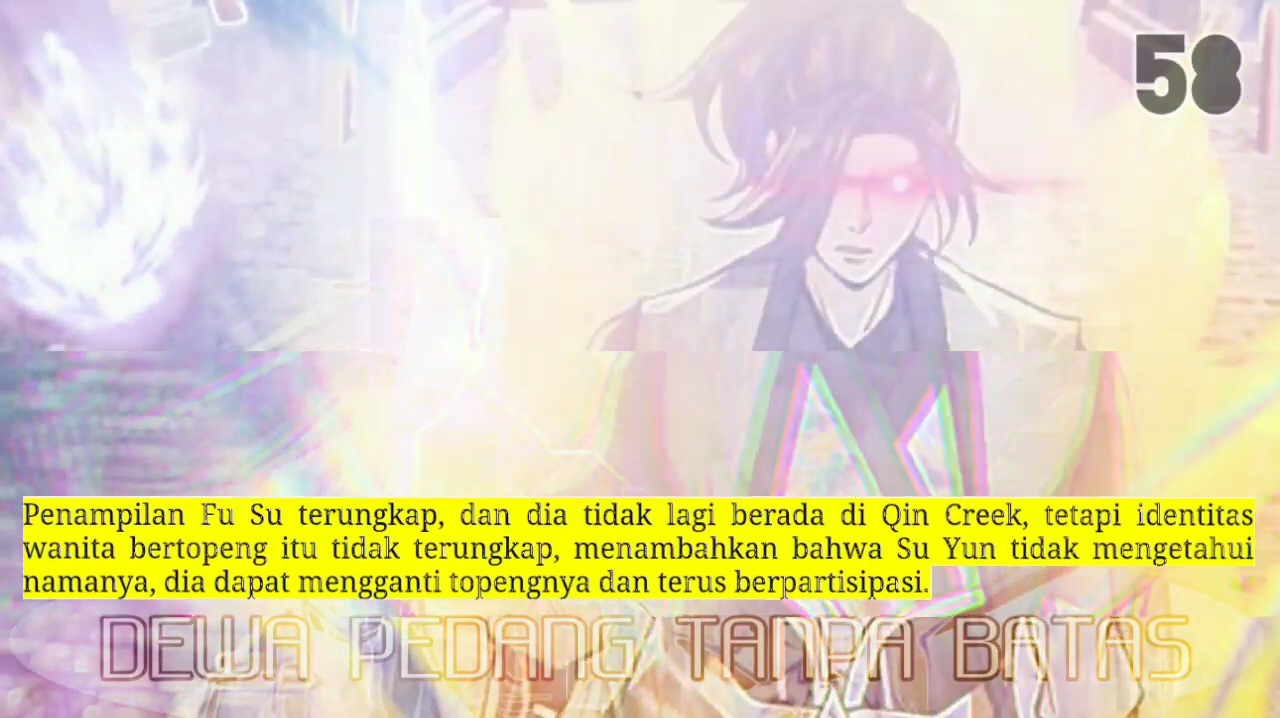 58
Penampilan Fu Su terungkap, dan dia tidak lagi berada di Qin Creek, tetapi identitas
wanita bertopeng itu tidak terungkap, menambahkan bahwa Su Yun tidak mengetahui
namanya, dia dapat mengganti topengnya dan terus berpartisipasi.
DEWA PEDANG TANPA BATAS